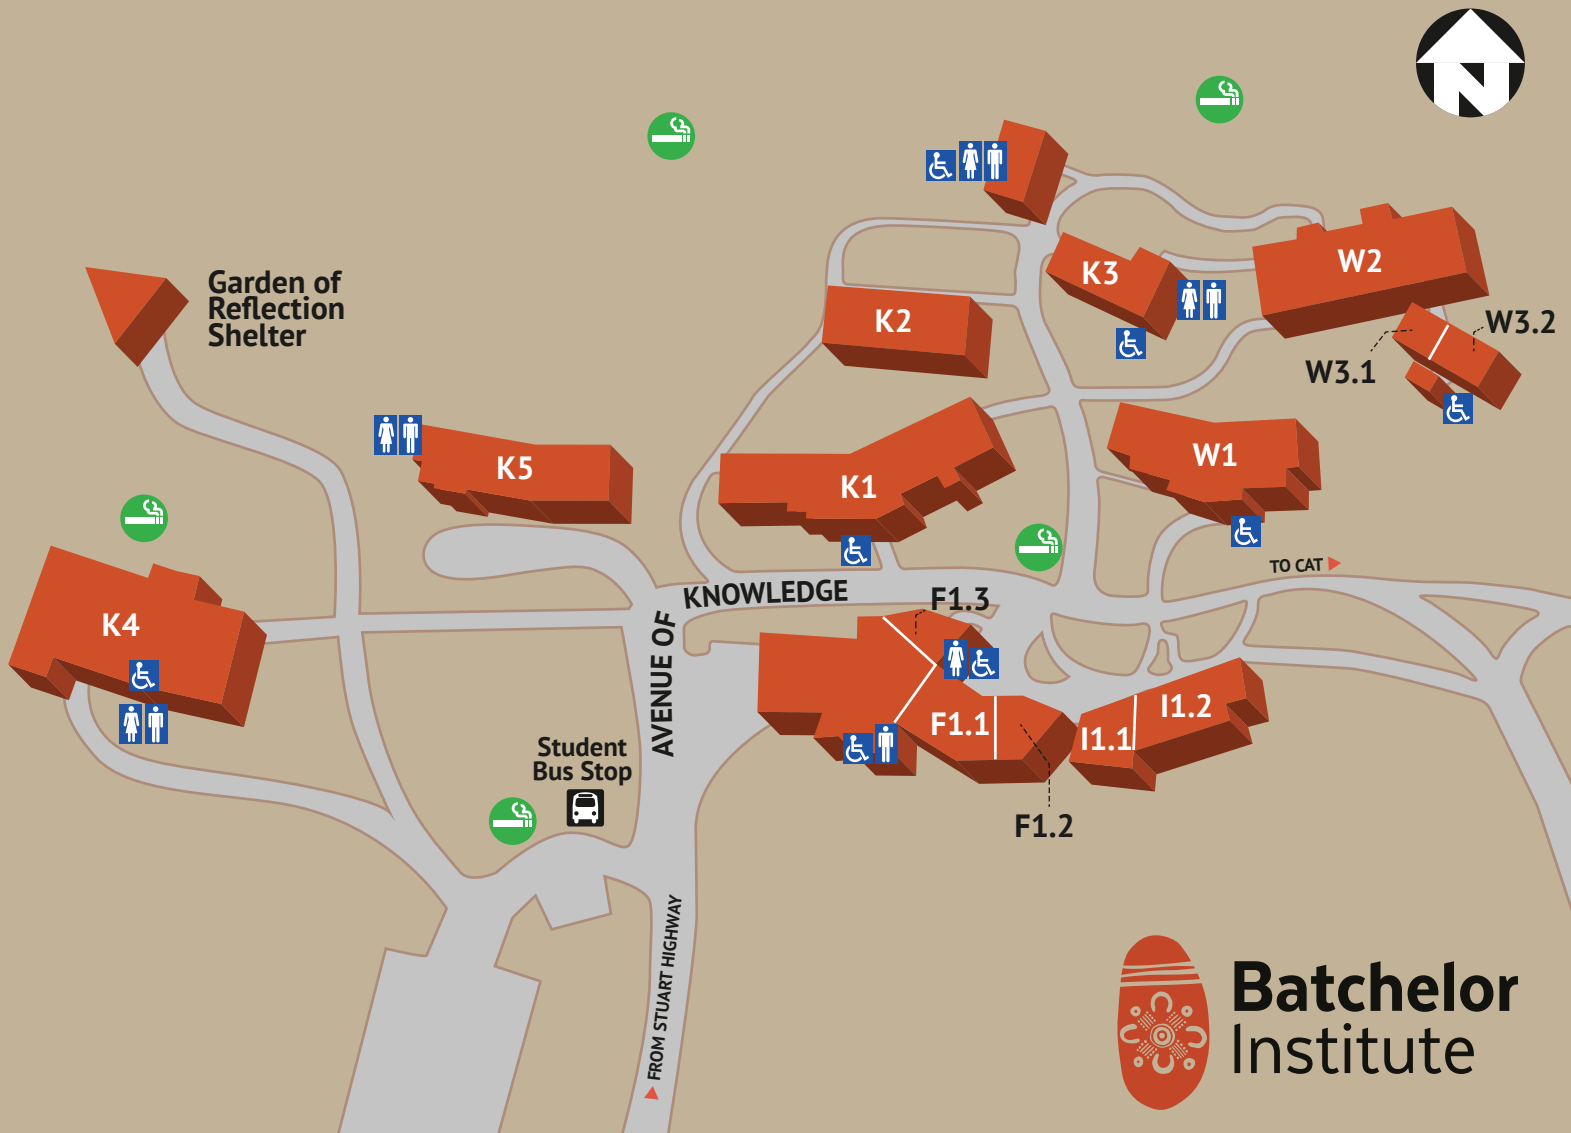 N
Garden of
Reflection
Shelter
K3
W2
K2
W3.2
W3.1
K5
K1
W1
TO CAT
K4
AVENUE OF
KNOWLEDGE
F1.3
F1.1
I1.1
I1.2
F1.2
Student
Bus Stop
FROM STUART HIGHWAY
Batchelor
Institute